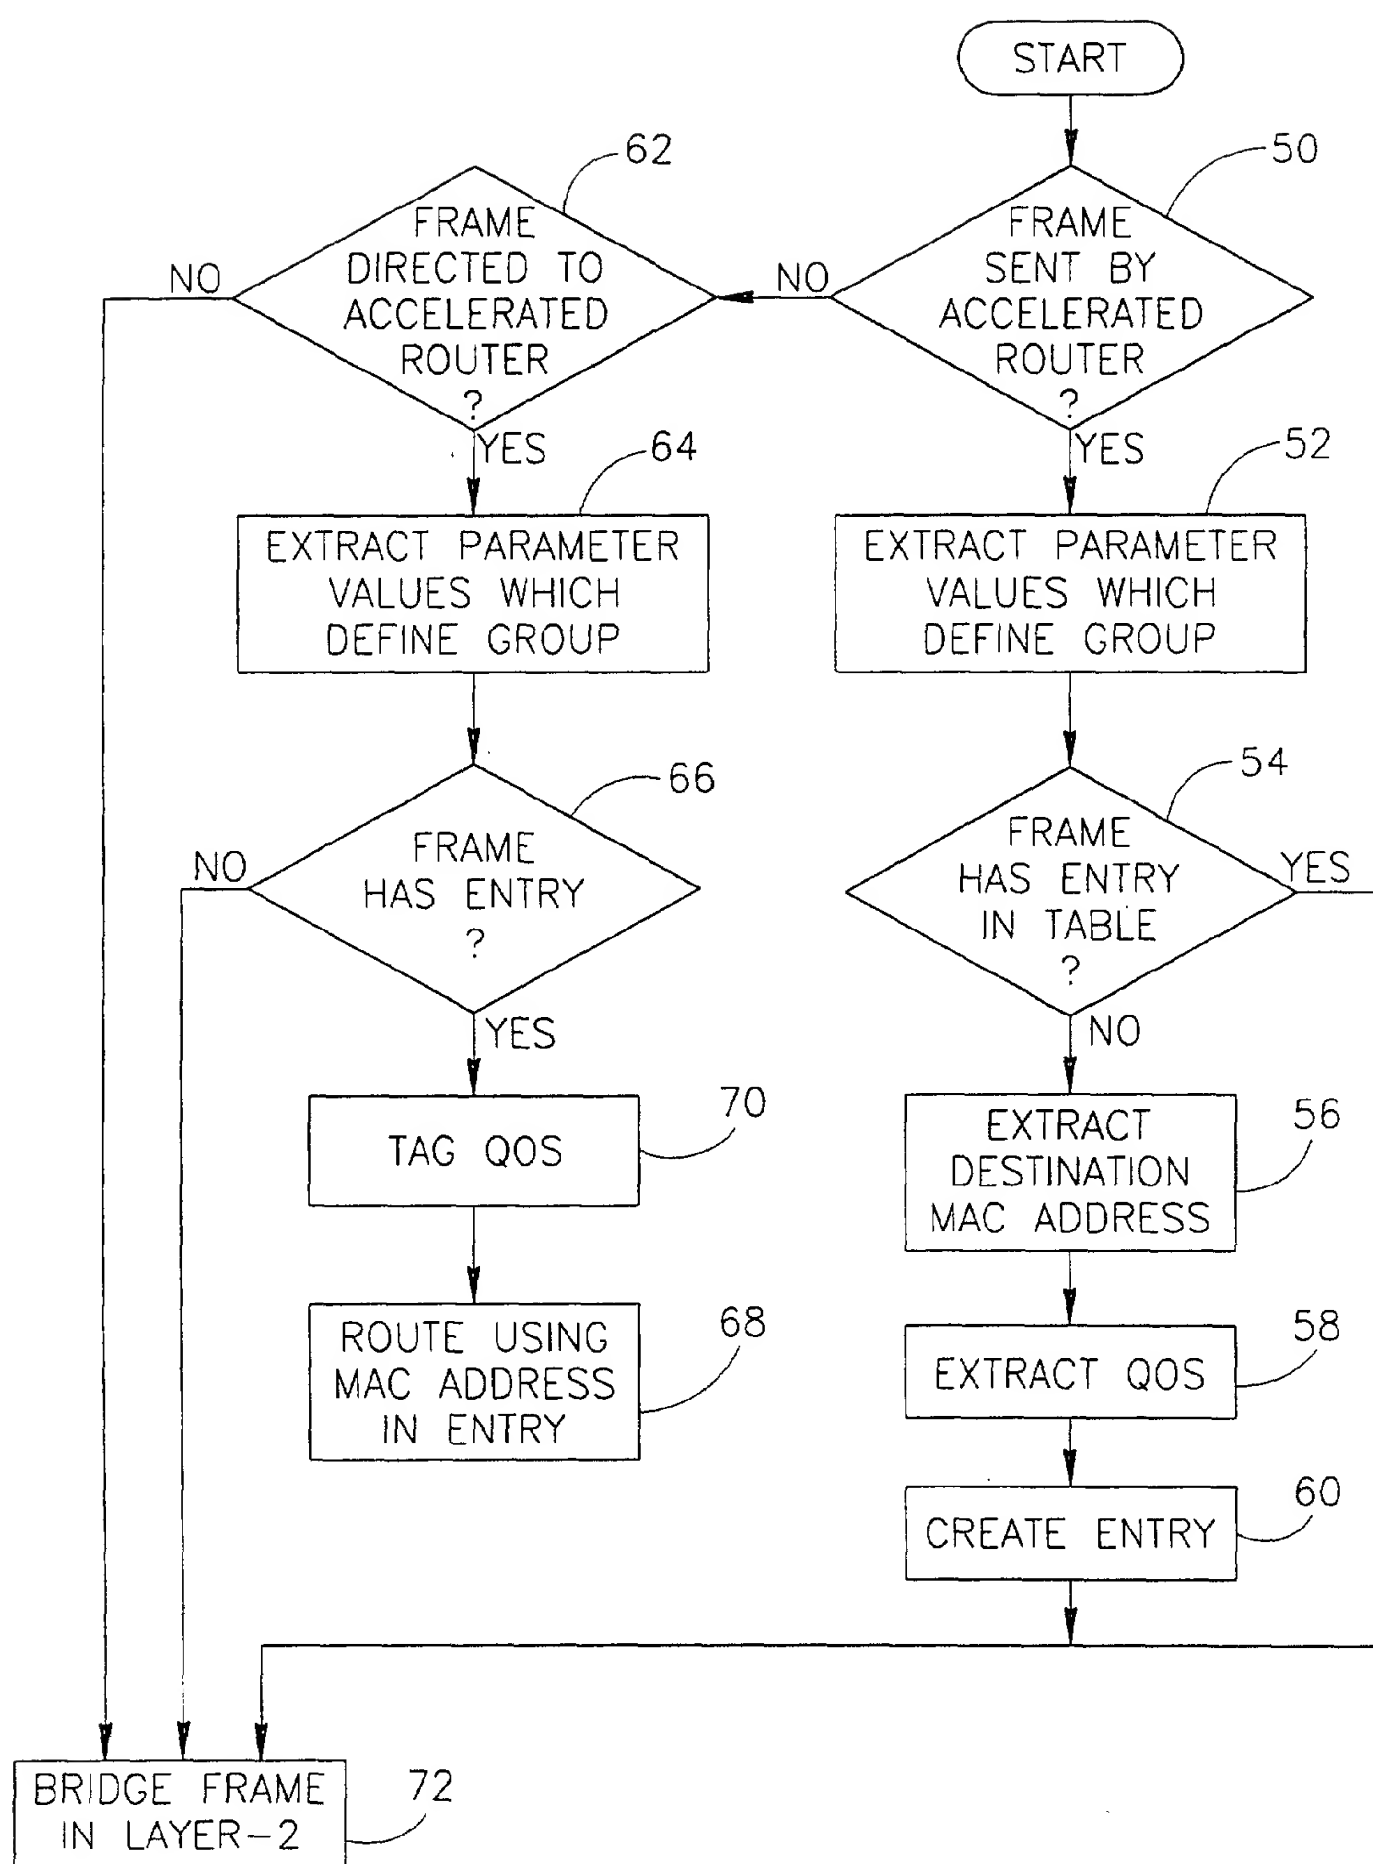 START
62
50
FRAME
DIRECTED TO
ACCELERATED
ROUTER
?
NO
FRAME
SENT BY
ACCELERATED
ROUTER
?
NO
YES
YES
64
52
EXTRACT PARAMETER
VALUES WHICH
DEFINE GROUP
EXTRACT PARAMETER
VALUES WHICH
DEFINE GROUP
66
54
FRAME
HAS ENTRY
?
NO
FRAME
HAS ENTRY
IN TABLE
?
YES
YES
NO
TAG QOS
70
EXTRACT
DESTINATION
MAC ADDRESS
56
ROUTE USING
MAC ADDRESS
IN ENTRY
68
EXTRACT QOS
58
CREATE ENTRY
60
BRIDGE FRAME
IN LAYER-2
72